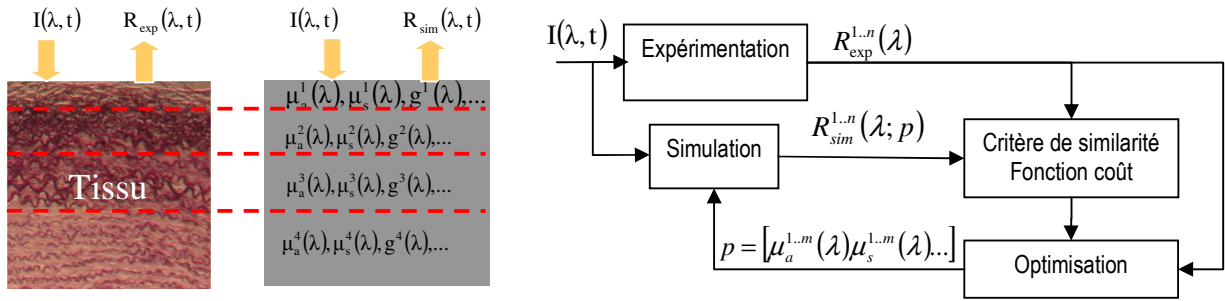 I(λ, t) R_exp(λ, t) I(λ, t) R_sim(λ, t)
μ_a^1(λ), μ_s^1(λ), g^1(λ),...
μ_a^2(λ), μ_s^2(λ), g^2(λ),...
Tissu
μ_a^3(λ), μ_s^3(λ), g^3(λ),...
μ_a^4(λ), μ_s^4(λ), g^4(λ),...
I(λ, t)
Expérimentation
R_exp^{1..n}(λ)
Simulation
R_sim^{1..n}(λ; p)
Critère de similarité
Fonction coût
p = [μ_a^{1..m}(λ)μ_s^{1..m}(λ)...]
Optimisation